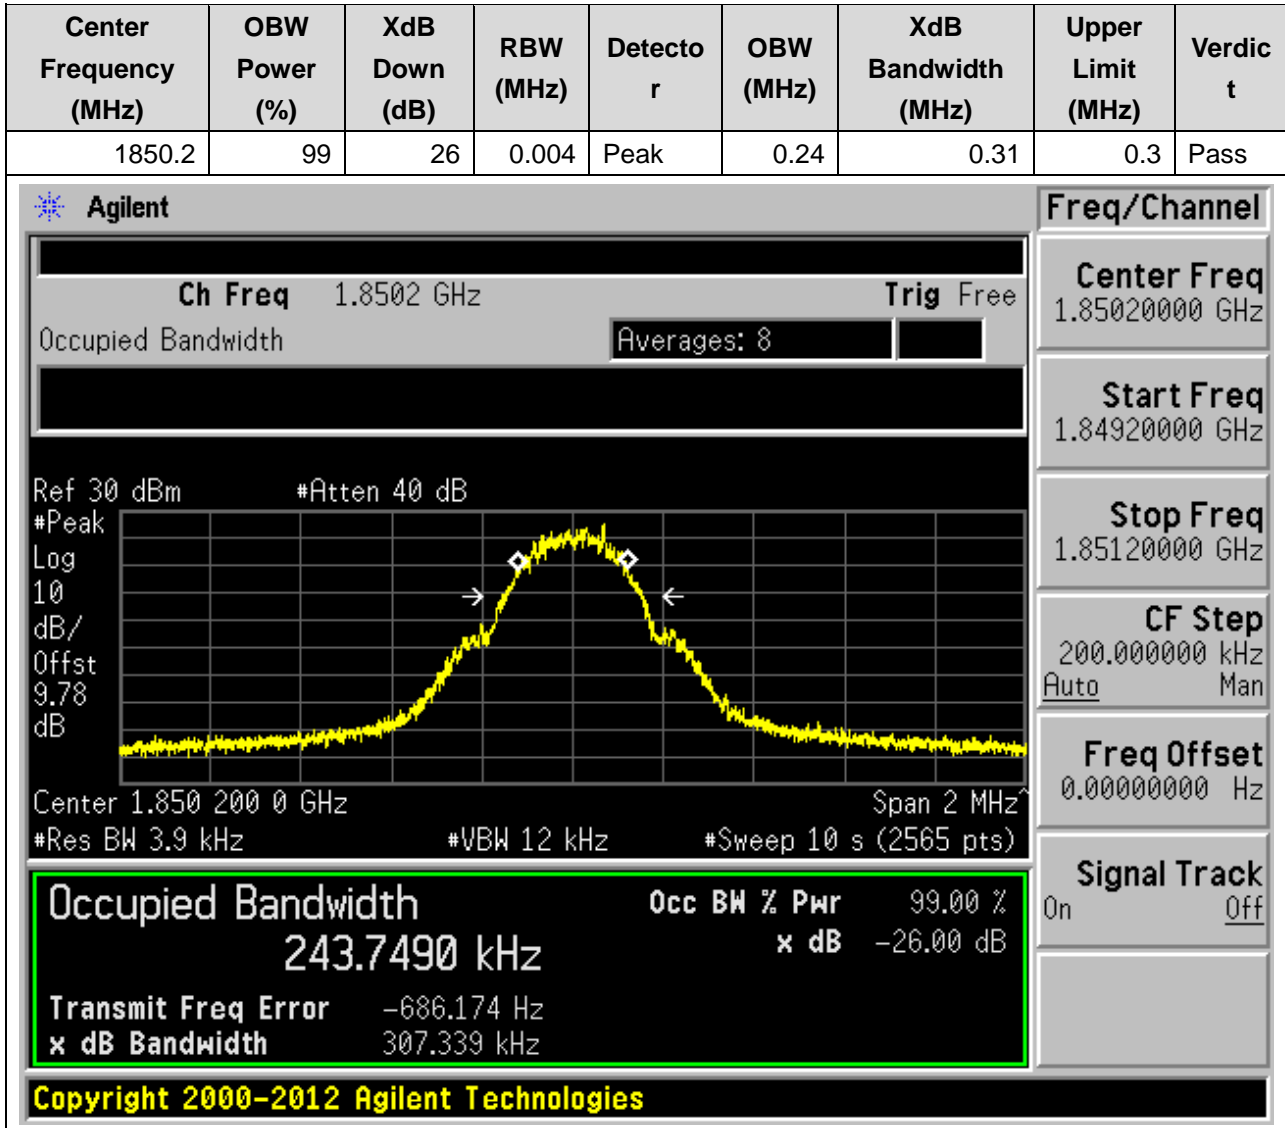 Center Frequency (MHz) OBW Power (%) XdB Down (dB) RBW (MHz) Detecto r OBW (MHz) XdB Bandwidth (MHz) Upper Limit (MHz) Verdic t
1850.2 99 26 0.004 Peak 0.24 0.31 0.3 Pass
Agilent
Freq/Channel
Ch Freq 1.8502 GHz Trig Free
Occupied Bandwidth Averages: 8
Center Freq
1.85020000 GHz
Start Freq
1.84920000 GHz
Stop Freq
1.85120000 GHz
CF Step
200.000000 kHz
Auto Man
Freq Offset
0.00000000 Hz
Signal Track
On Off
Ref 30 dBm #Atten 40 dB
#Peak
Log
10
dB/
Offst
9.78
dB
Center 1.850 200 0 GHz Span 2 MHz^
#Res BW 3.9 kHz #VBW 12 kHz #Sweep 10 s (2565 pts)
Occupied Bandwidth
243.7490 kHz
Occ BW % Pwr 99.00 %
x dB -26.00 dB
Transmit Freq Error -686.174 Hz
x dB Bandwidth 307.339 kHz
Copyright 2000-2012 Agilent Technologies